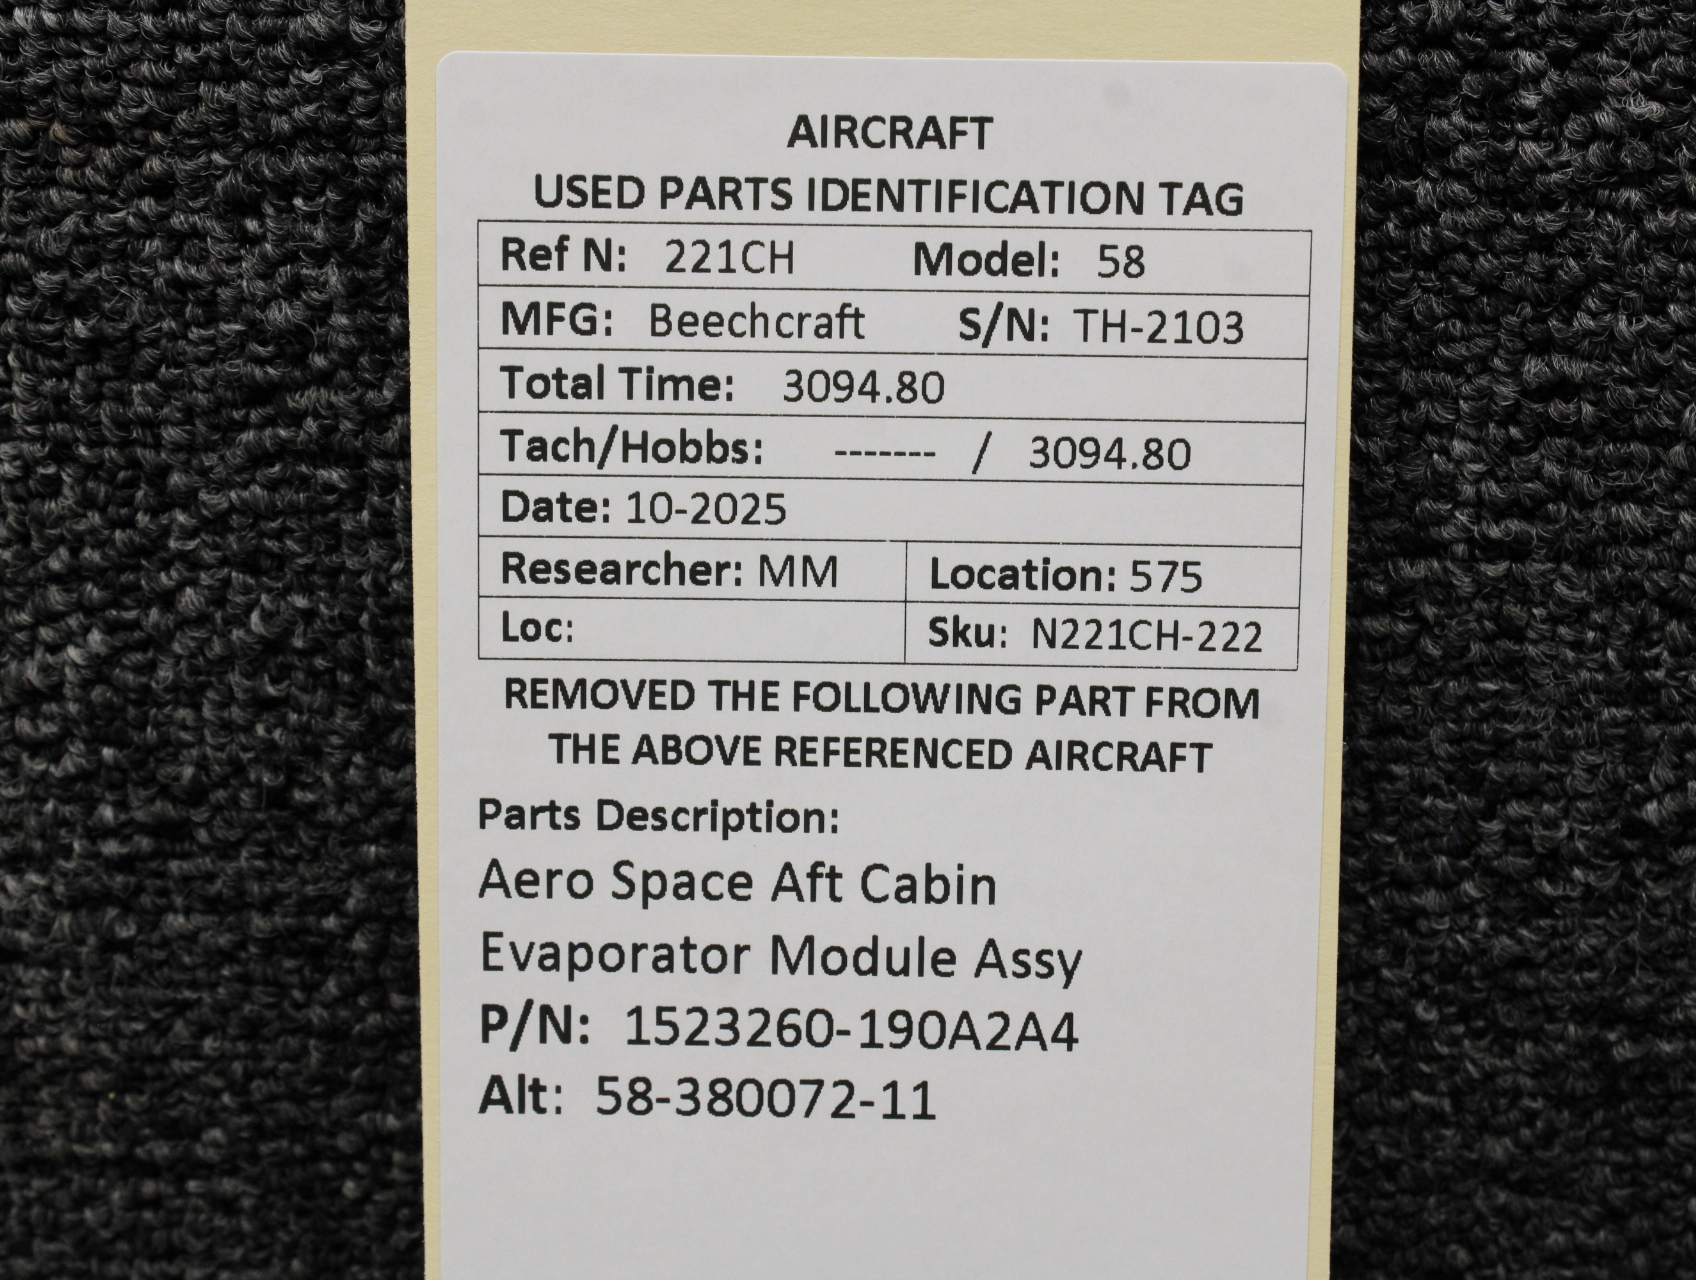 AIRCRAFT
USED PARTS IDENTIFICATION TAG
Ref N: 221CH Model: 58
MFG: Beechcraft S/N: TH-2103
Total Time: 3094.80
Tach/Hobbs: ------- / 3094.80
Date: 10-2025
Researcher: MM Location: 575
Loc: Sku: N221CH-222
REMOVED THE FOLLOWING PART FROM
THE ABOVE REFERENCED AIRCRAFT
Parts Description:
Aero Space Aft Cabin
Evaporator Module Assy
P/N: 1523260-190A2A4
Alt: 58-380072-11